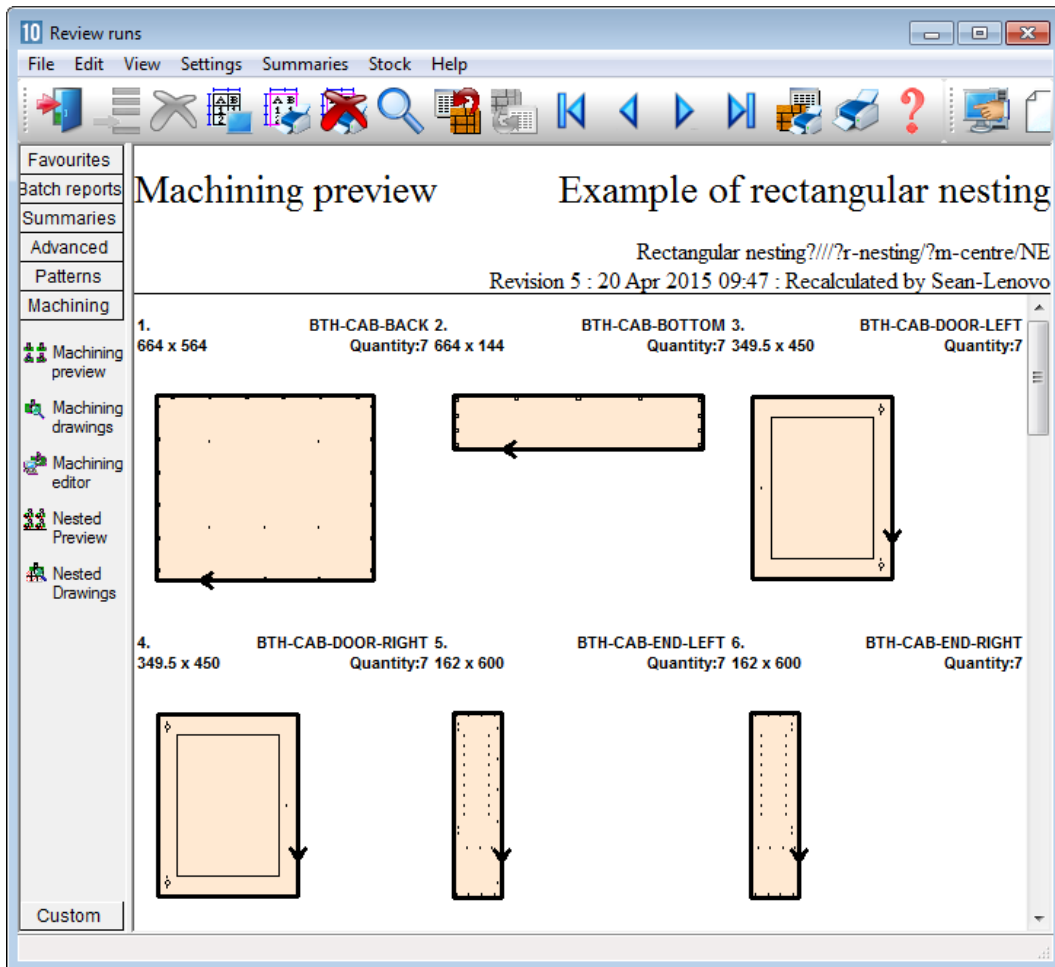 10 Review runs
File Edit View Settings Summaries Stock Help
Favourites
Batch reports
Summaries
Advanced
Patterns
Machining
Machining
preview
Machining
drawings
Machining
editor
Nested
Preview
Nested
Drawings
Custom
Machining preview Example of rectangular nesting
Rectangular nesting?///?r-nesting/?m-centre/NE
Revision 5 : 20 Apr 2015 09:47 : Recalculated by Sean-Lenovo
1. BTH-CAB-BACK 2. BTH-CAB-BOTTOM 3. BTH-CAB-DOOR-LEFT
664 x 564 Quantity:7 664 x 144 Quantity:7 349.5 x 450 Quantity:7
4. BTH-CAB-DOOR-RIGHT 5. BTH-CAB-END-LEFT 6. BTH-CAB-END-RIGHT
349.5 x 450 Quantity:7 162 x 600 Quantity:7 162 x 600 Quantity:7